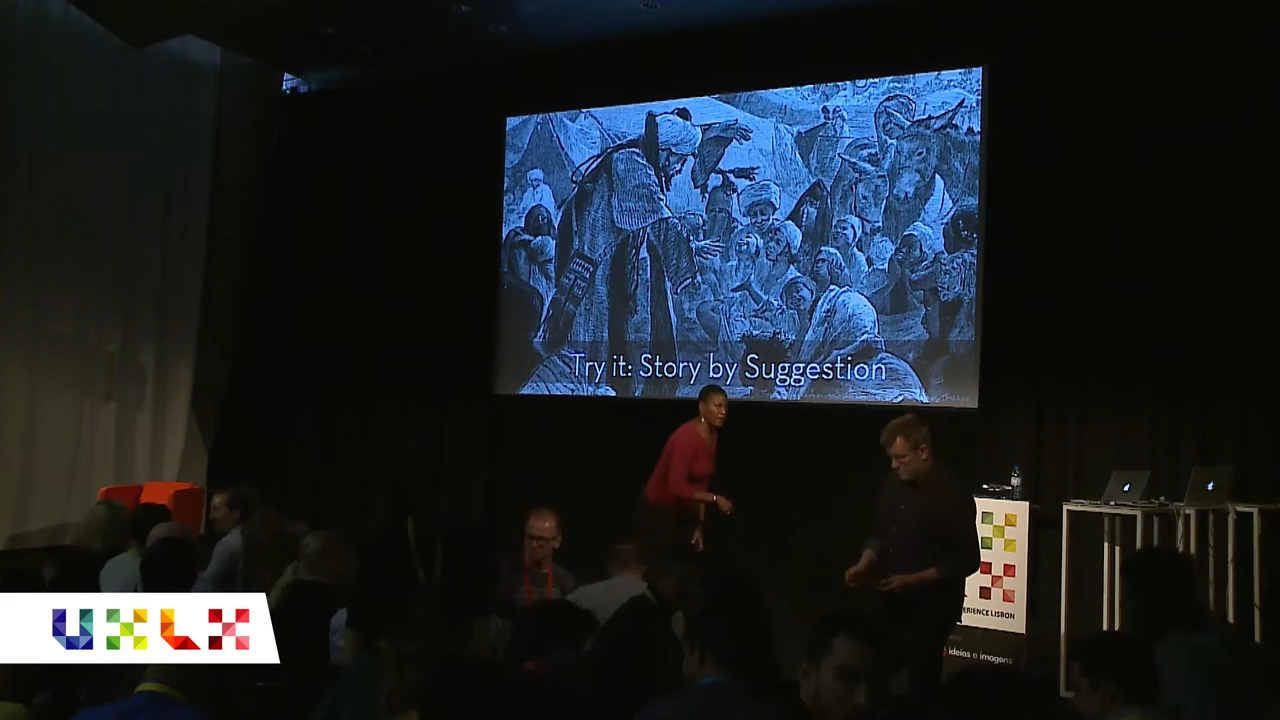 Try it: Story by Suggestion
ERIENCE LISBON
ideias e imagens
UXLX